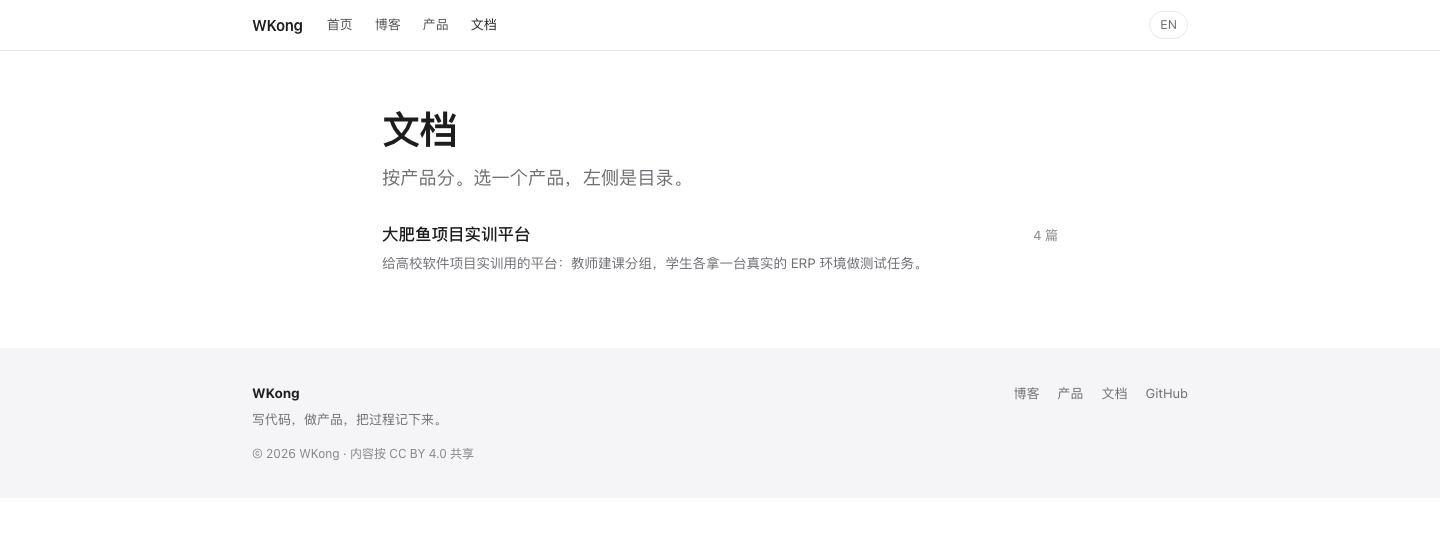 WKong 首页 博客 产品 文档 EN
文档
按产品分。选一个产品，左侧是目录。
大肥鱼项目实训平台 4 篇
给高校软件项目实训用的平台：教师建课分组，学生各拿一台真实的 ERP 环境做测试任务。
WKong 博客 产品 文档 GitHub
写代码，做产品，把过程记下来。
© 2026 WKong · 内容按 CC BY 4.0 共享